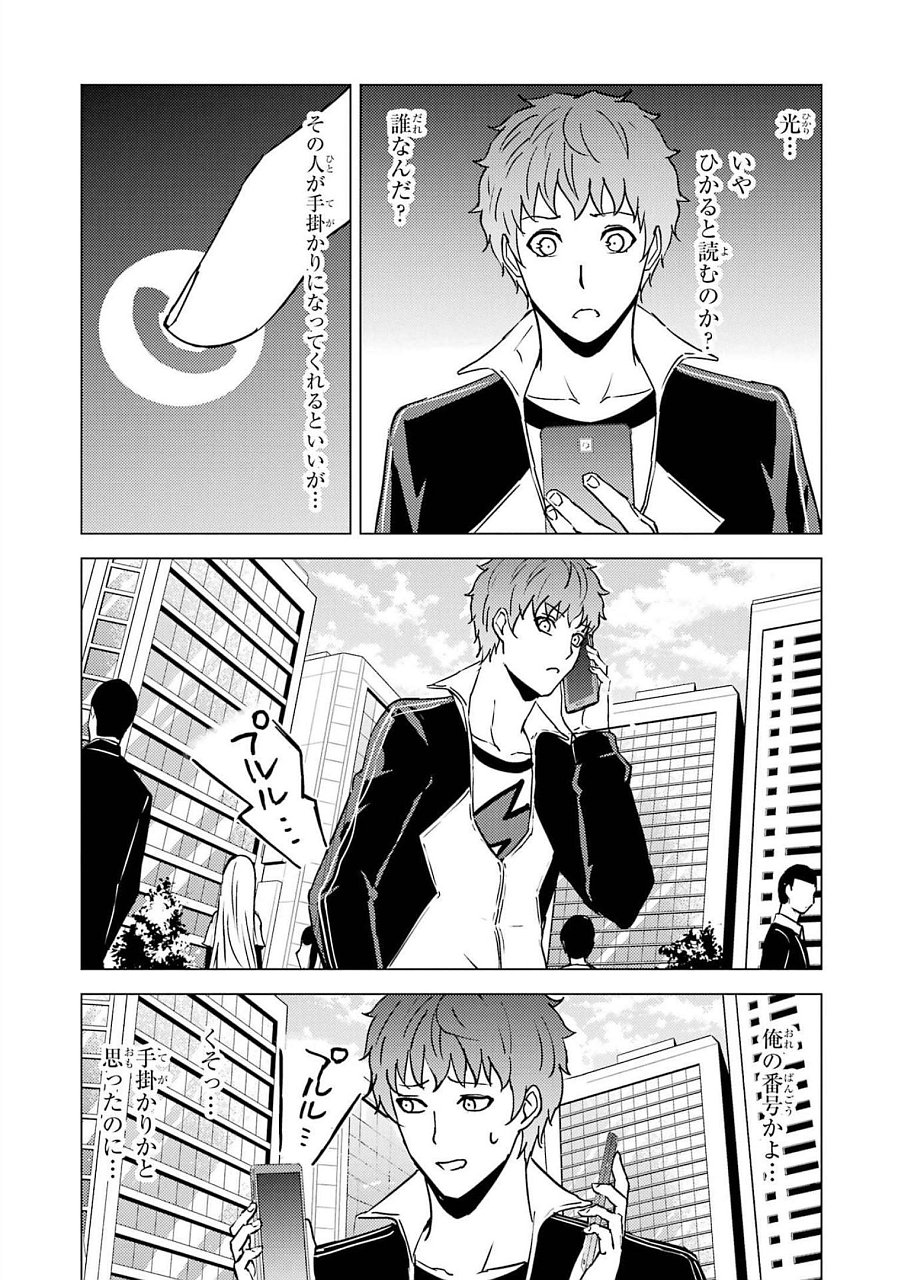 光…
いや
ひかると読むのか?
誰なんだ?
その人が手掛かりになってくれるといいが…
プルルル…
俺の番号かよ…
プルル…
くそっ…
手掛かりかと
思ったのに…